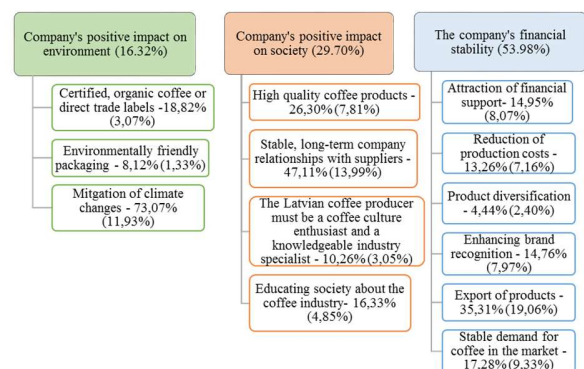 Company's positive impact on
environment (16.32%)
Certified, organic coffee or
direct trade labels -18,82%
(3,07%)
Environmentally friendly
packaging - 8,12% (1,33%)
Mitgation of climate
changes - 73,07%
(11,93%)
Company's positive impact
on society (29.70%)
High quality coffee products -
26,30% (7,81%)
Stable, long-term company
relationships with suppliers -
47,11% (13,99%)
The Latvian coffee producer
must be a coffee culture
enthusiast and a
knowledgeable industry
specialist - 10,26% (3,05%)
Educating society about the
coffee industry- 16,33%
(4,85%)
The company's financial
stability (53.98%)
Attraction of financial
support- 14,95%
(8,07%)
Reduction of
production costs -
13,26% (7,16%)
Product diversification
- 4,44% (2,40%)
Enhancing brand
recognition - 14,76%
(7,97%)
Export of products -
35,31% (19,06%)
Stable demand for
coffee in the market -
17,28% (9,33%)